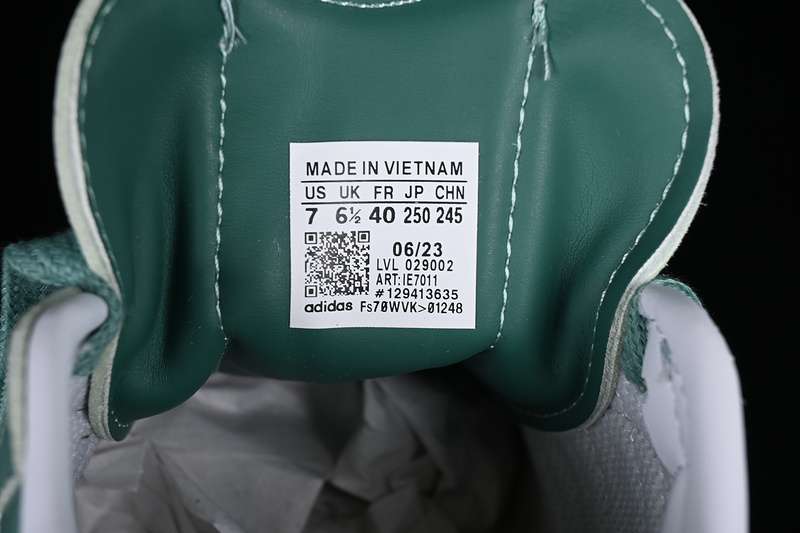 MADE IN VIETNAM
US UK FR JP CHN
7 6½ 40 250 245
06/23
LVL 029002
ART:IE7011
#129413635
adidas Fs70WVK>01248